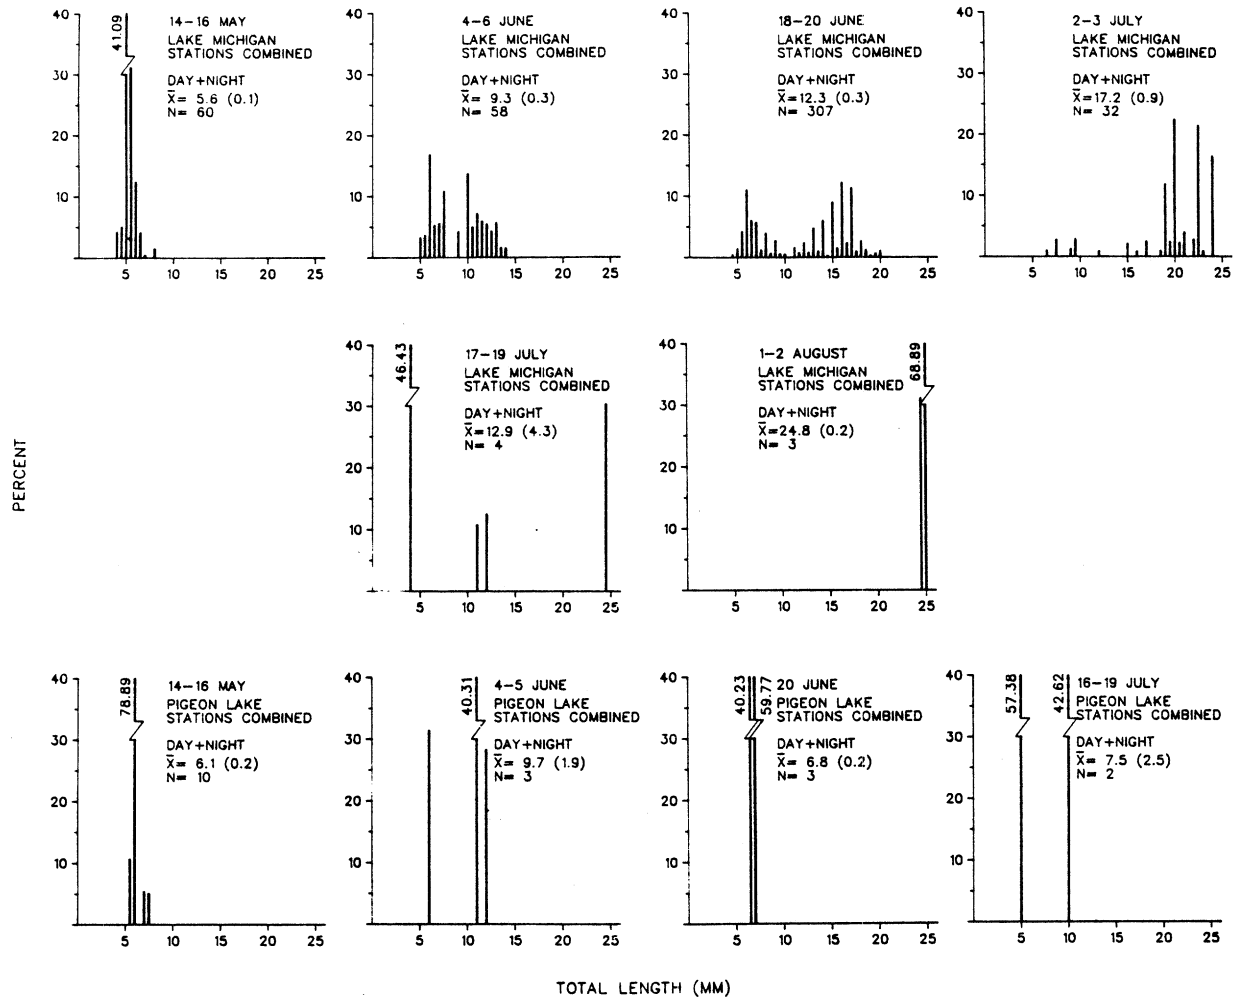 41.09
14-16 MAY
LAKE MICHIGAN
STATIONS COMBINED
DAY+NIGHT
X̅= 5.6 (0.1)
N= 60
40
30
20
10
5 10 15 20 25
4-6 JUNE
LAKE MICHIGAN
STATIONS COMBINED
DAY+NIGHT
X̅= 9.3 (0.3)
N= 58
40
30
20
10
5 10 15 20 25
18-20 JUNE
LAKE MICHIGAN
STATIONS COMBINED
DAY+NIGHT
X̅=12.3 (0.3)
N= 307
40
30
20
10
5 10 15 20 25
2-3 JULY
LAKE MICHIGAN
STATIONS COMBINED
DAY+NIGHT
X̅=17.2 (0.9)
N= 32
40
30
20
10
5 10 15 20 25
46.43
17-19 JULY
LAKE MICHIGAN
STATIONS COMBINED
DAY+NIGHT
X̅=12.9 (4.3)
N= 4
40
30
20
10
5 10 15 20 25
1-2 AUGUST
LAKE MICHIGAN
STATIONS COMBINED
DAY+NIGHT
X̅=24.8 (0.2)
N= 3
68.89
40
30
20
10
5 10 15 20 25
PERCENT
78.89
14-16 MAY
PIGEON LAKE
STATIONS COMBINED
DAY+NIGHT
X̅= 6.1 (0.2)
N= 10
40
30
20
10
5 10 15 20 25
40.31
4-5 JUNE
PIGEON LAKE
STATIONS COMBINED
DAY+NIGHT
X̅= 9.7 (1.9)
N= 3
40
30
20
10
5 10 15 20 25
40.23
59.77
20 JUNE
PIGEON LAKE
STATIONS COMBINED
DAY+NIGHT
X̅= 6.8 (0.2)
N= 3
40
30
20
10
5 10 15 20 25
57.38
42.62
16-19 JULY
PIGEON LAKE
STATIONS COMBINED
DAY+NIGHT
X̅= 7.5 (2.5)
N= 2
40
30
20
10
5 10 15 20 25
TOTAL LENGTH (MM)